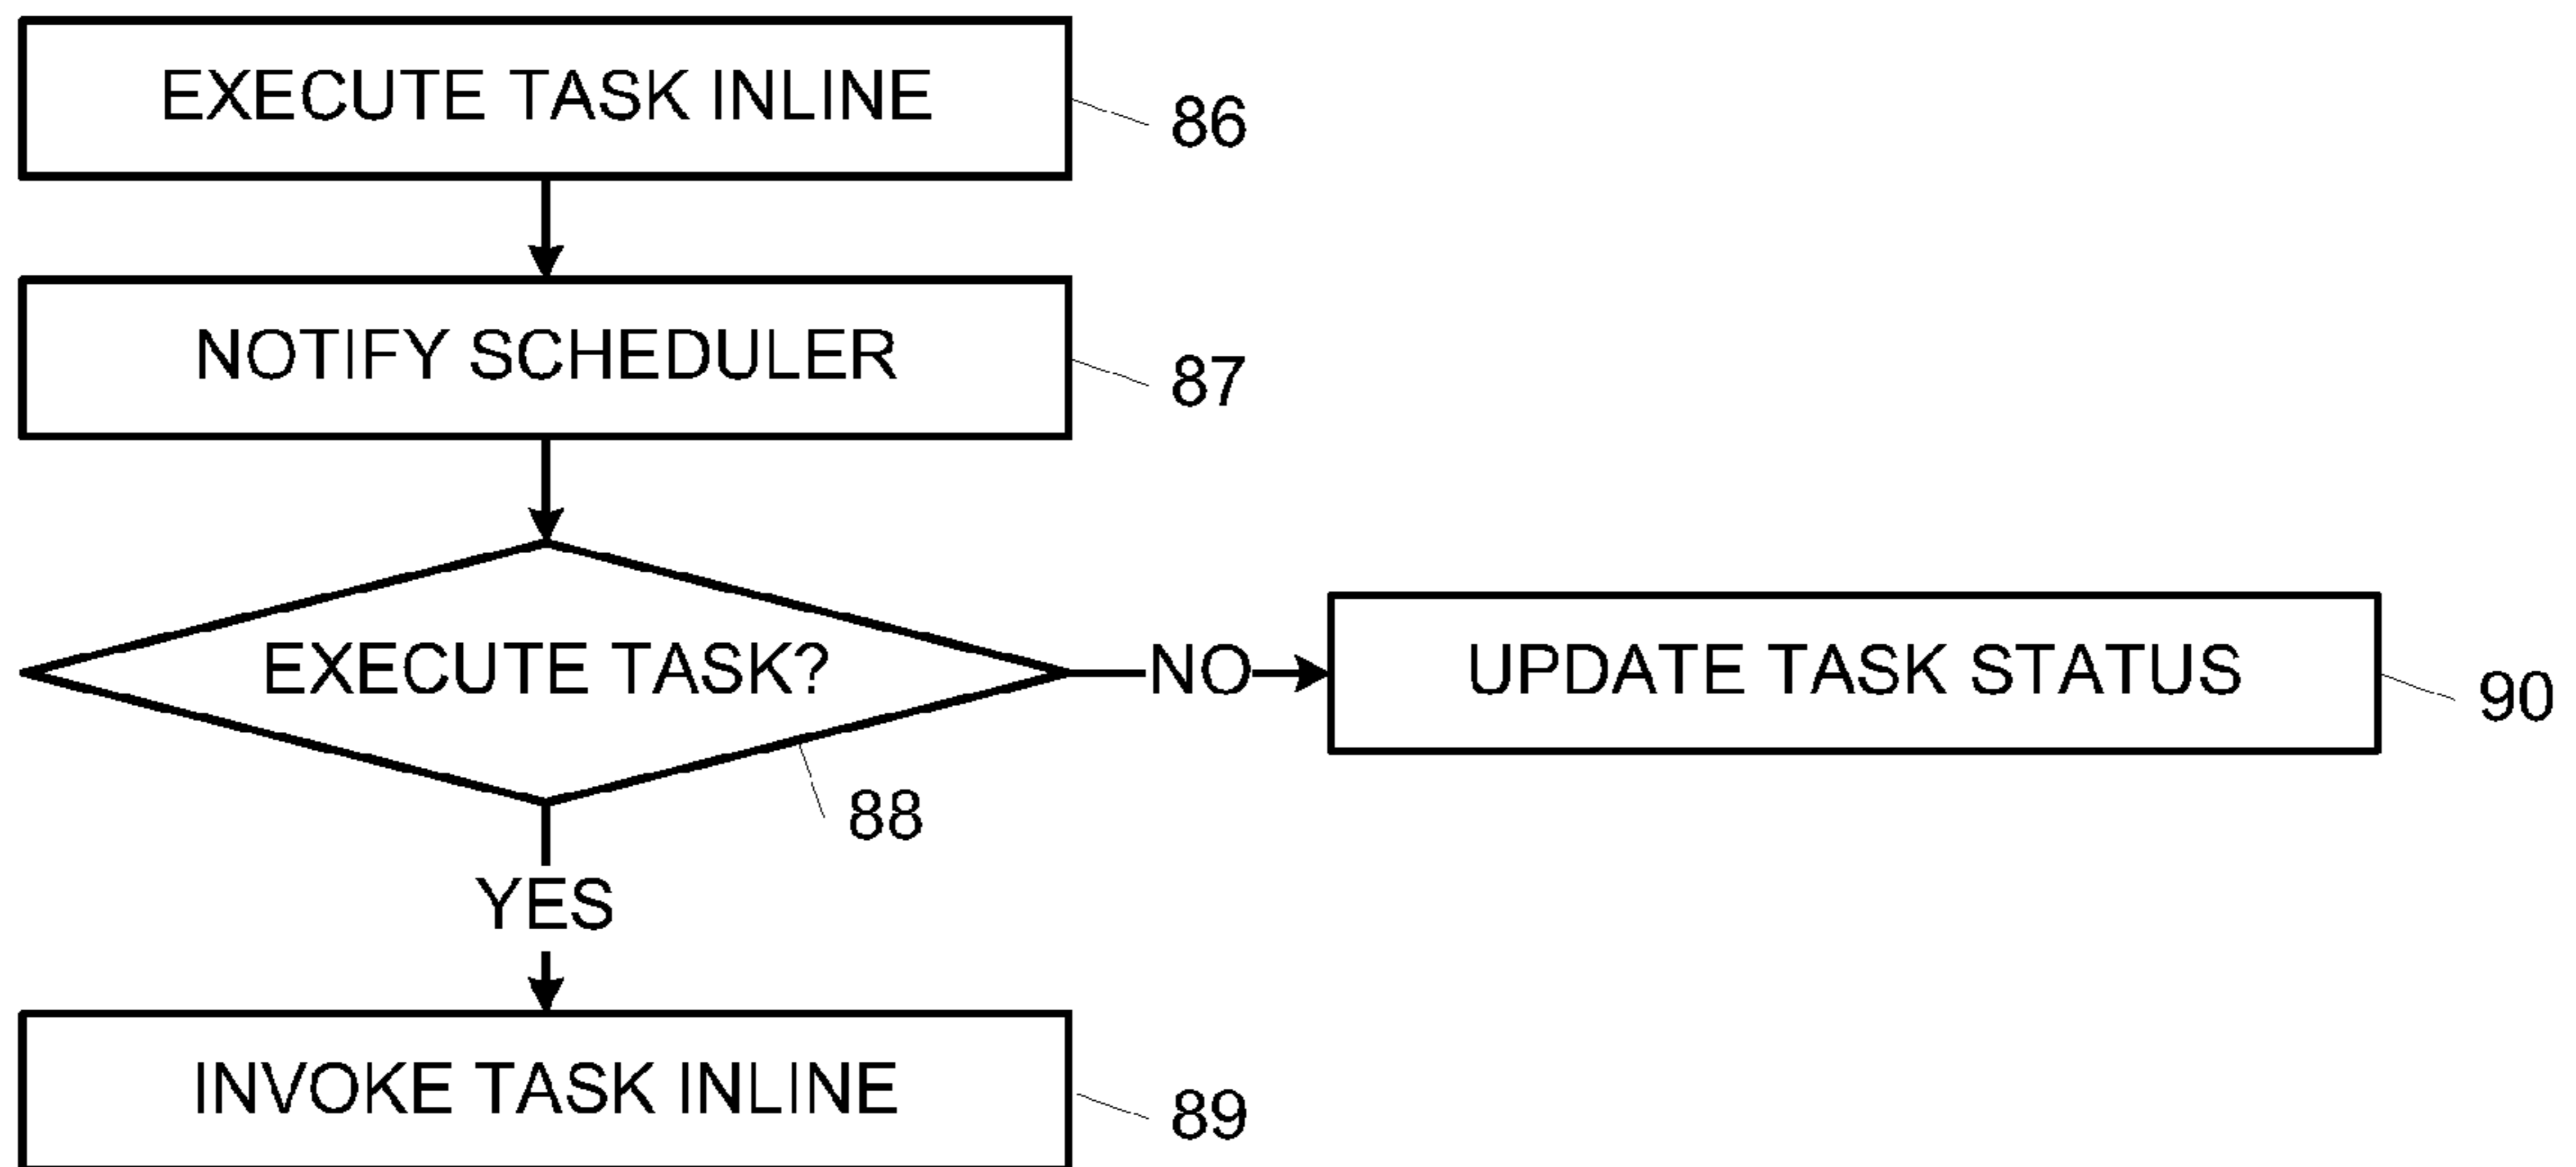 EXECUTE TASK INLINE
86
NOTIFY SCHEDULER
87
EXECUTE TASK?
NO
UPDATE TASK STATUS
90
88
YES
INVOKE TASK INLINE
89